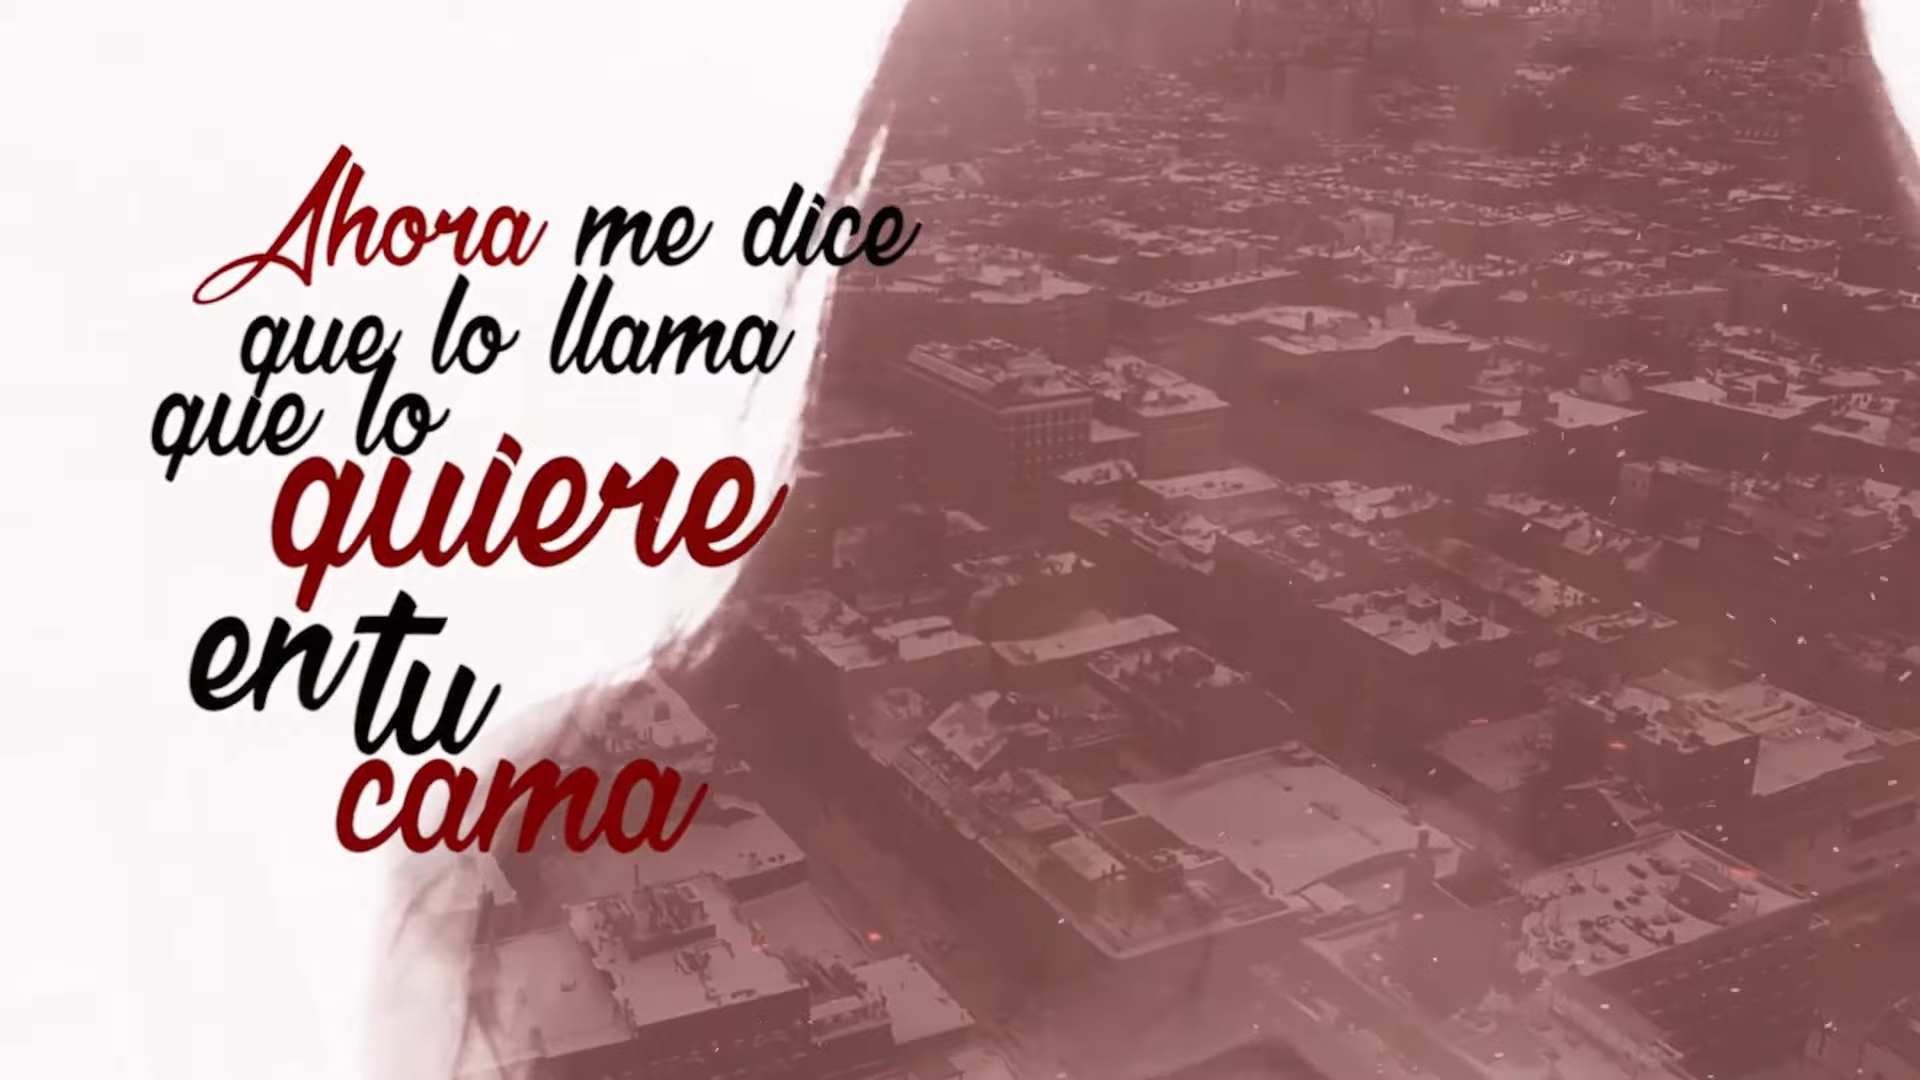 Ahora me dice
que lo llama
que lo
quiere
en tu
cama